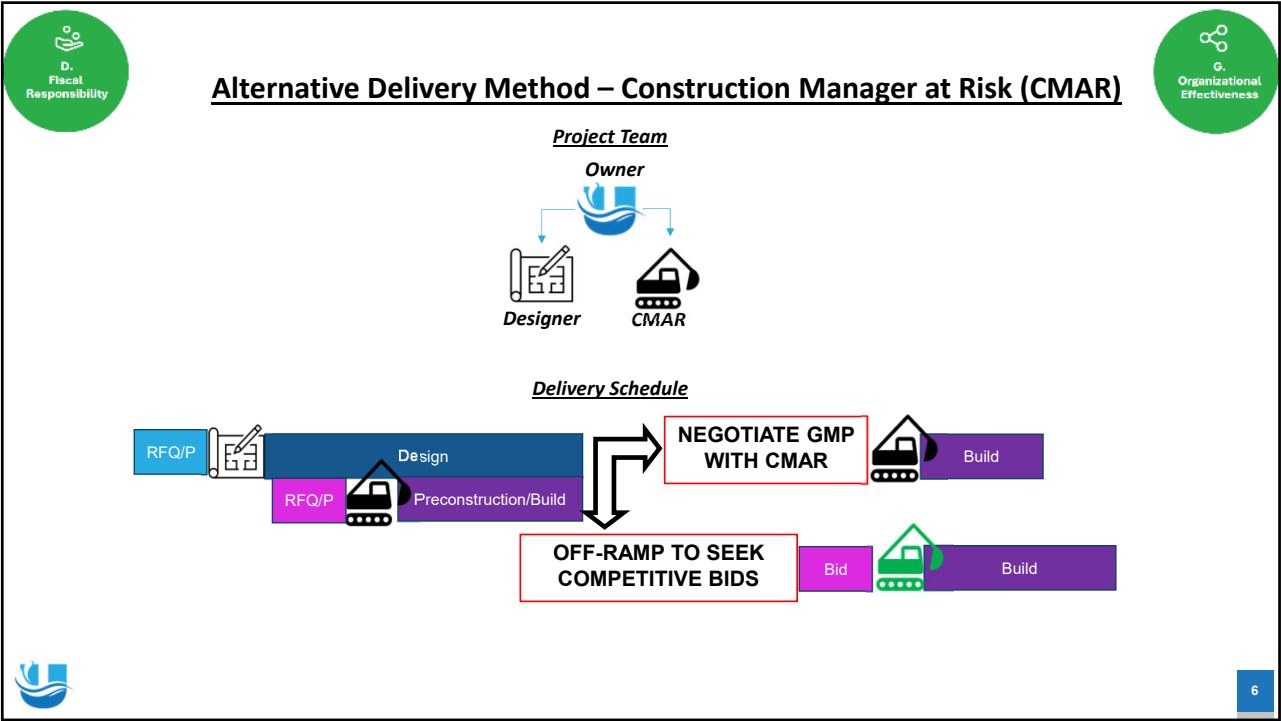 D.
Fiscal
Responsibility
G.
Organizational
Effectiveness
Alternative Delivery Method – Construction Manager at Risk (CMAR)
Project Team
Owner
Designer
CMAR
Delivery Schedule
RFQ/P
Design
RFQ/P
Preconstruction/Build
NEGOTIATE GMP
WITH CMAR
Build
OFF-RAMP TO SEEK
COMPETITIVE BIDS
Bid
Build
6